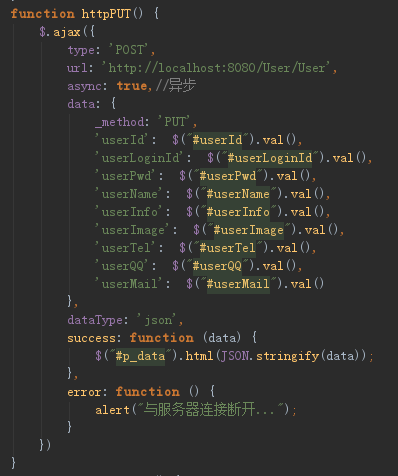 function httpPUT() {
$.ajax({
type: 'POST',
url: 'http://localhost:8080/User/User',
async: true,//异步
data: {
_method: 'PUT',
'userId': $("#userId").val(),
'userLoginId': $("#userLoginId").val(),
'userPwd': $("#userPwd").val(),
'userName': $("#userName").val(),
'userInfo': $("#userInfo").val(),
'userImage': $("#userImage").val(),
'userTel': $("#userTel").val(),
'userQQ': $("#userQQ").val(),
'userMail': $("#userMail").val()
},
dataType: 'json',
success: function (data) {
$("#p_data").html(JSON.stringify(data));
},
error: function () {
alert("与服务器连接断开...");
}
})
}